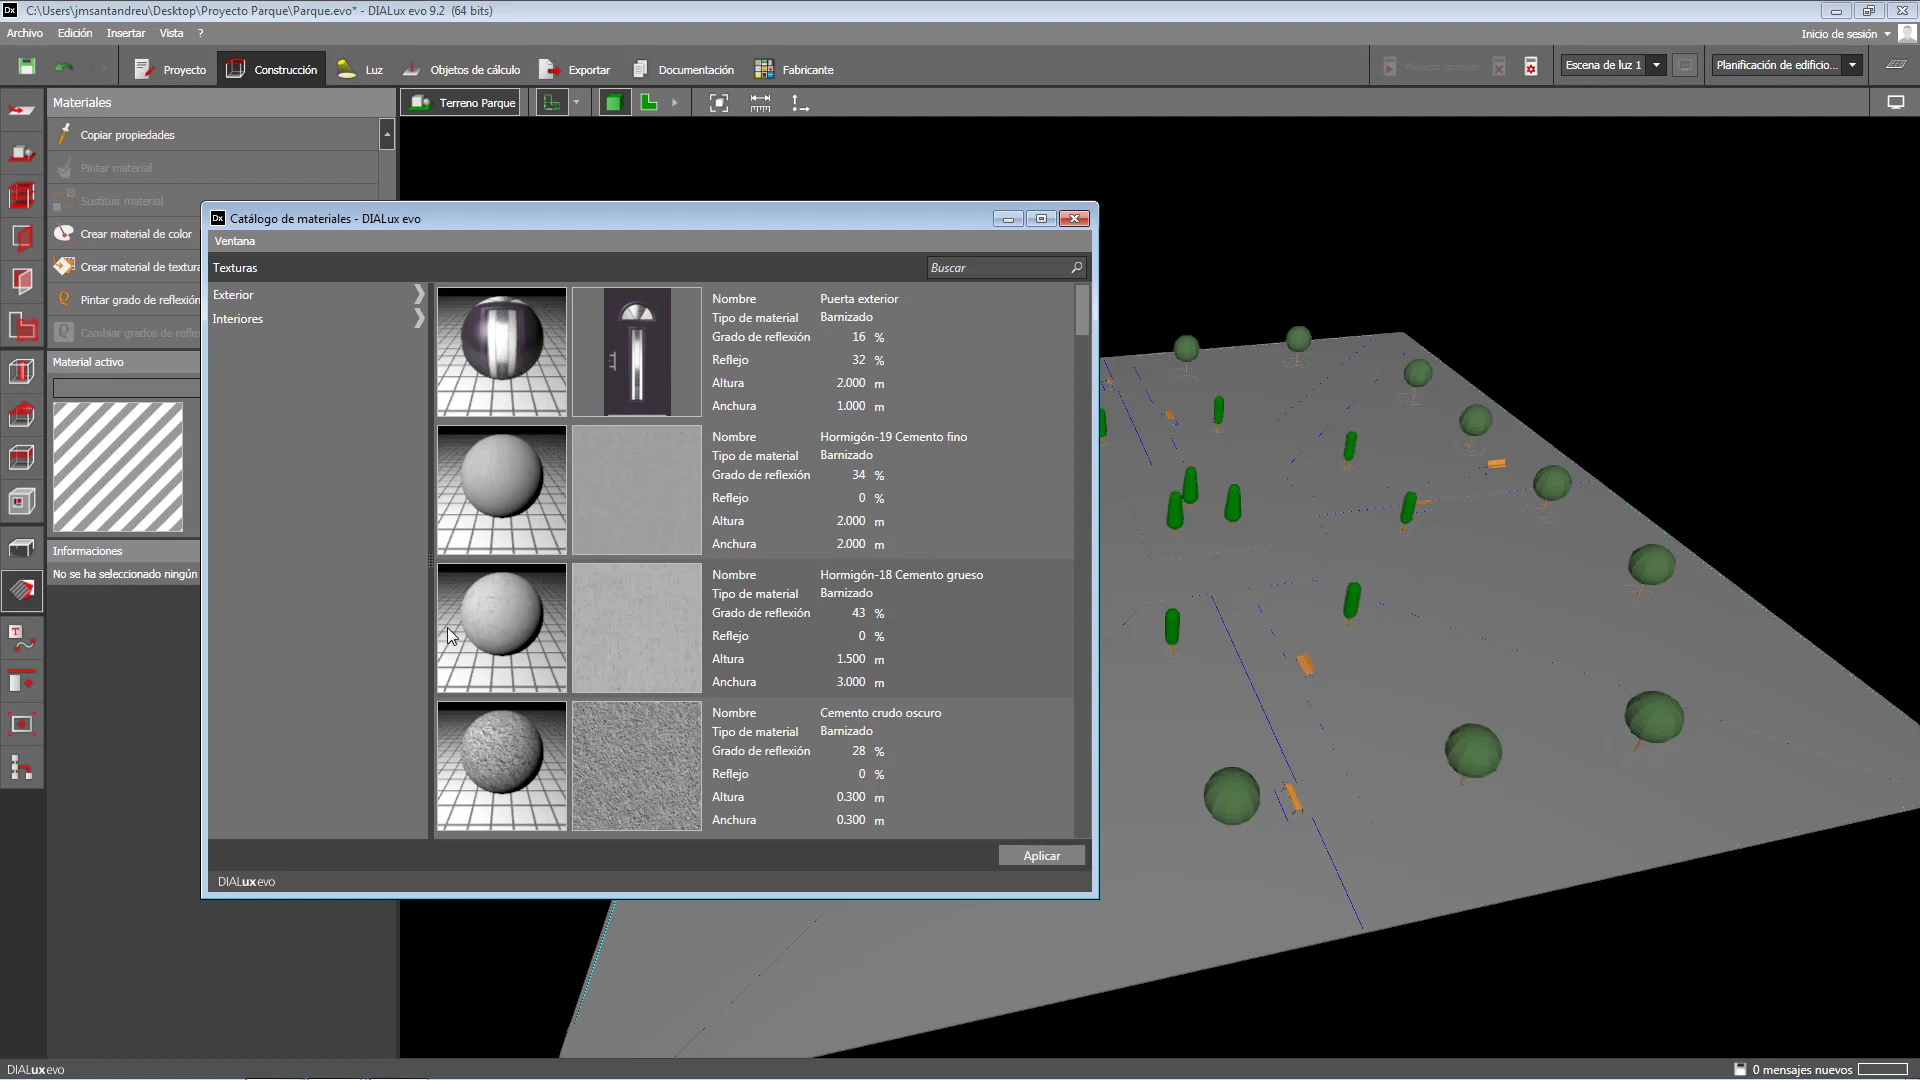 C:\Users\jmsantandreu\Desktop\Proyecto Parque\Parque.evo* - DIALux evo 9.2 (64 bits)
Archivo Edición Insertar Vista ?
Inicio de sesión
Proyecto
Construcción
Luz
Objetos de cálculo
Exportar
Documentación
Fabricante
Escena de luz 1
Planificación de edificio...
Materiales
Terreno Parque
Copiar propiedades
Pintar material
Sustituir material
Crear material de color
Crear material de textura
Pintar grado de reflexión
Cambiar grados de refle
Material activo
Informaciones
No se ha seleccionado ningún
Catálogo de materiales - DIALux evo
Ventana
Texturas
Buscar
Exterior
Interiores
Nombre Puerta exterior
Tipo de material Barnizado
Grado de reflexión 16 %
Reflejo 32 %
Altura 2.000 m
Anchura 1.000 m
Nombre Hormigón-19 Cemento fino
Tipo de material Barnizado
Grado de reflexión 34 %
Reflejo 0 %
Altura 2.000 m
Anchura 2.000 m
Nombre Hormigón-18 Cemento grueso
Tipo de material Barnizado
Grado de reflexión 43 %
Reflejo 0 %
Altura 1.500 m
Anchura 3.000 m
Nombre Cemento crudo oscuro
Tipo de material Barnizado
Grado de reflexión 28 %
Reflejo 0 %
Altura 0.300 m
Anchura 0.300 m
Aplicar
DIALux evo
DIALux evo
0 mensajes nuevos